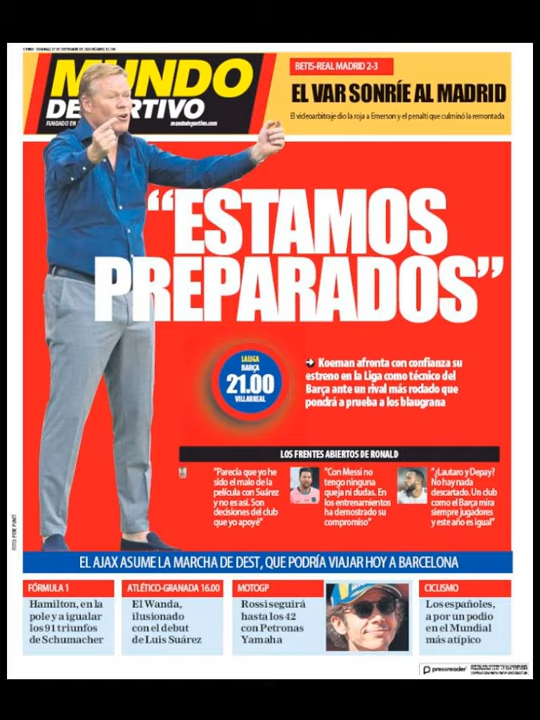 MUNDO
DEPORTIVO
FUNDADO EN
mundodeportivo.com
BETIS-REAL MADRID 2-3
EL VAR SONRÍE AL MADRID
El videoarbitraje dio la roja a Emerson y el penalti que culminó la remontada
“ESTAMOS
PREPARADOS”
LALIGA
BARÇA
21.00
VILLARREAL
➔ Koeman afronta con confianza su
estreno en la Liga como técnico del
Barça ante un rival más rodado que
pondrá a prueba a los blaugrana
LOS FRENTES ABIERTOS DE RONALD
"Parecía que yo he
sido el malo de la
película con Suárez
y no es así. Son
decisiones del club
que yo apoyé"
"Con Messi no
tengo ninguna
queja ni dudas. En
los entrenamientos
ha demostrado su
compromiso"
"¿Lautaro y Depay?
No hay nada
descartado. Un club
como el Barça mira
siempre jugadores
y este año es igual"
EL AJAX ASUME LA MARCHA DE DEST, QUE PODRÍA VIAJAR HOY A BARCELONA
FÓRMULA 1
Hamilton, en la
pole y a igualar
los 91 triunfos
de Schumacher
ATLÉTICO-GRANADA 16.00
El Wanda,
ilusionado
con el debut
de Luis Suárez
MOTOGP
Rossi seguirá
hasta los 42
con Petronas
Yamaha
CICLISMO
Los españoles,
a por un podio
en el Mundial
más atípico
pressreader